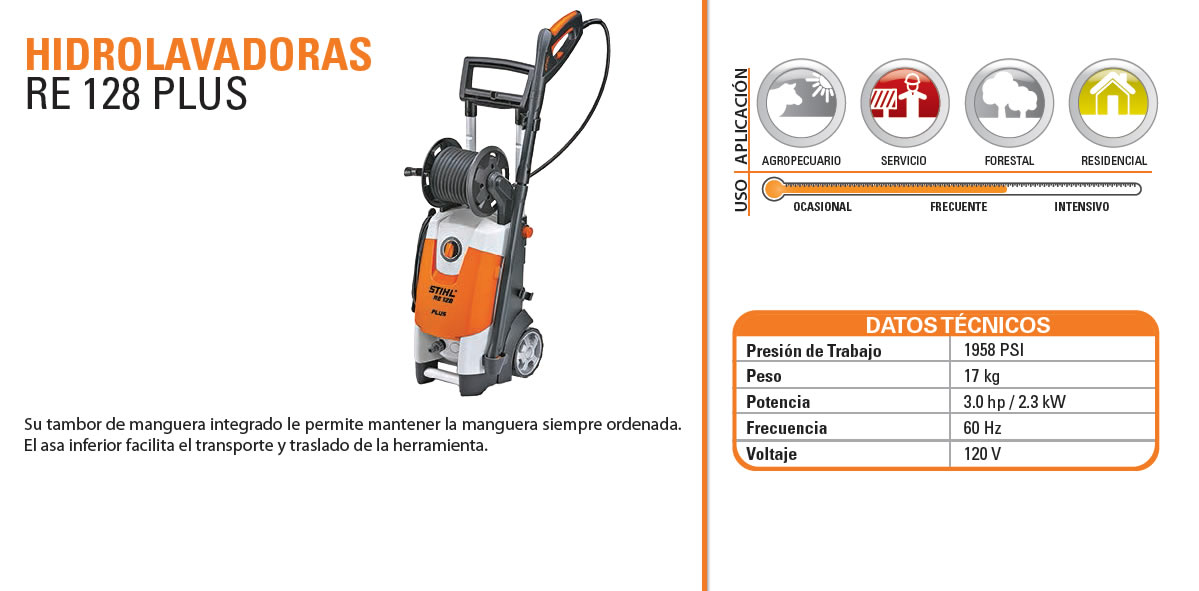 HIDROLAVADORAS
RE 128 PLUS
STIHL®
RE 128
PLUS
Su tambor de manguera integrado le permite mantener la manguera siempre ordenada.
El asa inferior facilita el transporte y traslado de la herramienta.
APLICACIÓN
AGROPECUARIO SERVICIO FORESTAL RESIDENCIAL
USO
OCASIONAL FRECUENTE INTENSIVO
DATOS TÉCNICOS
Presión de Trabajo 1958 PSI
Peso 17 kg
Potencia 3.0 hp / 2.3 kW
Frecuencia 60 Hz
Voltaje 120 V